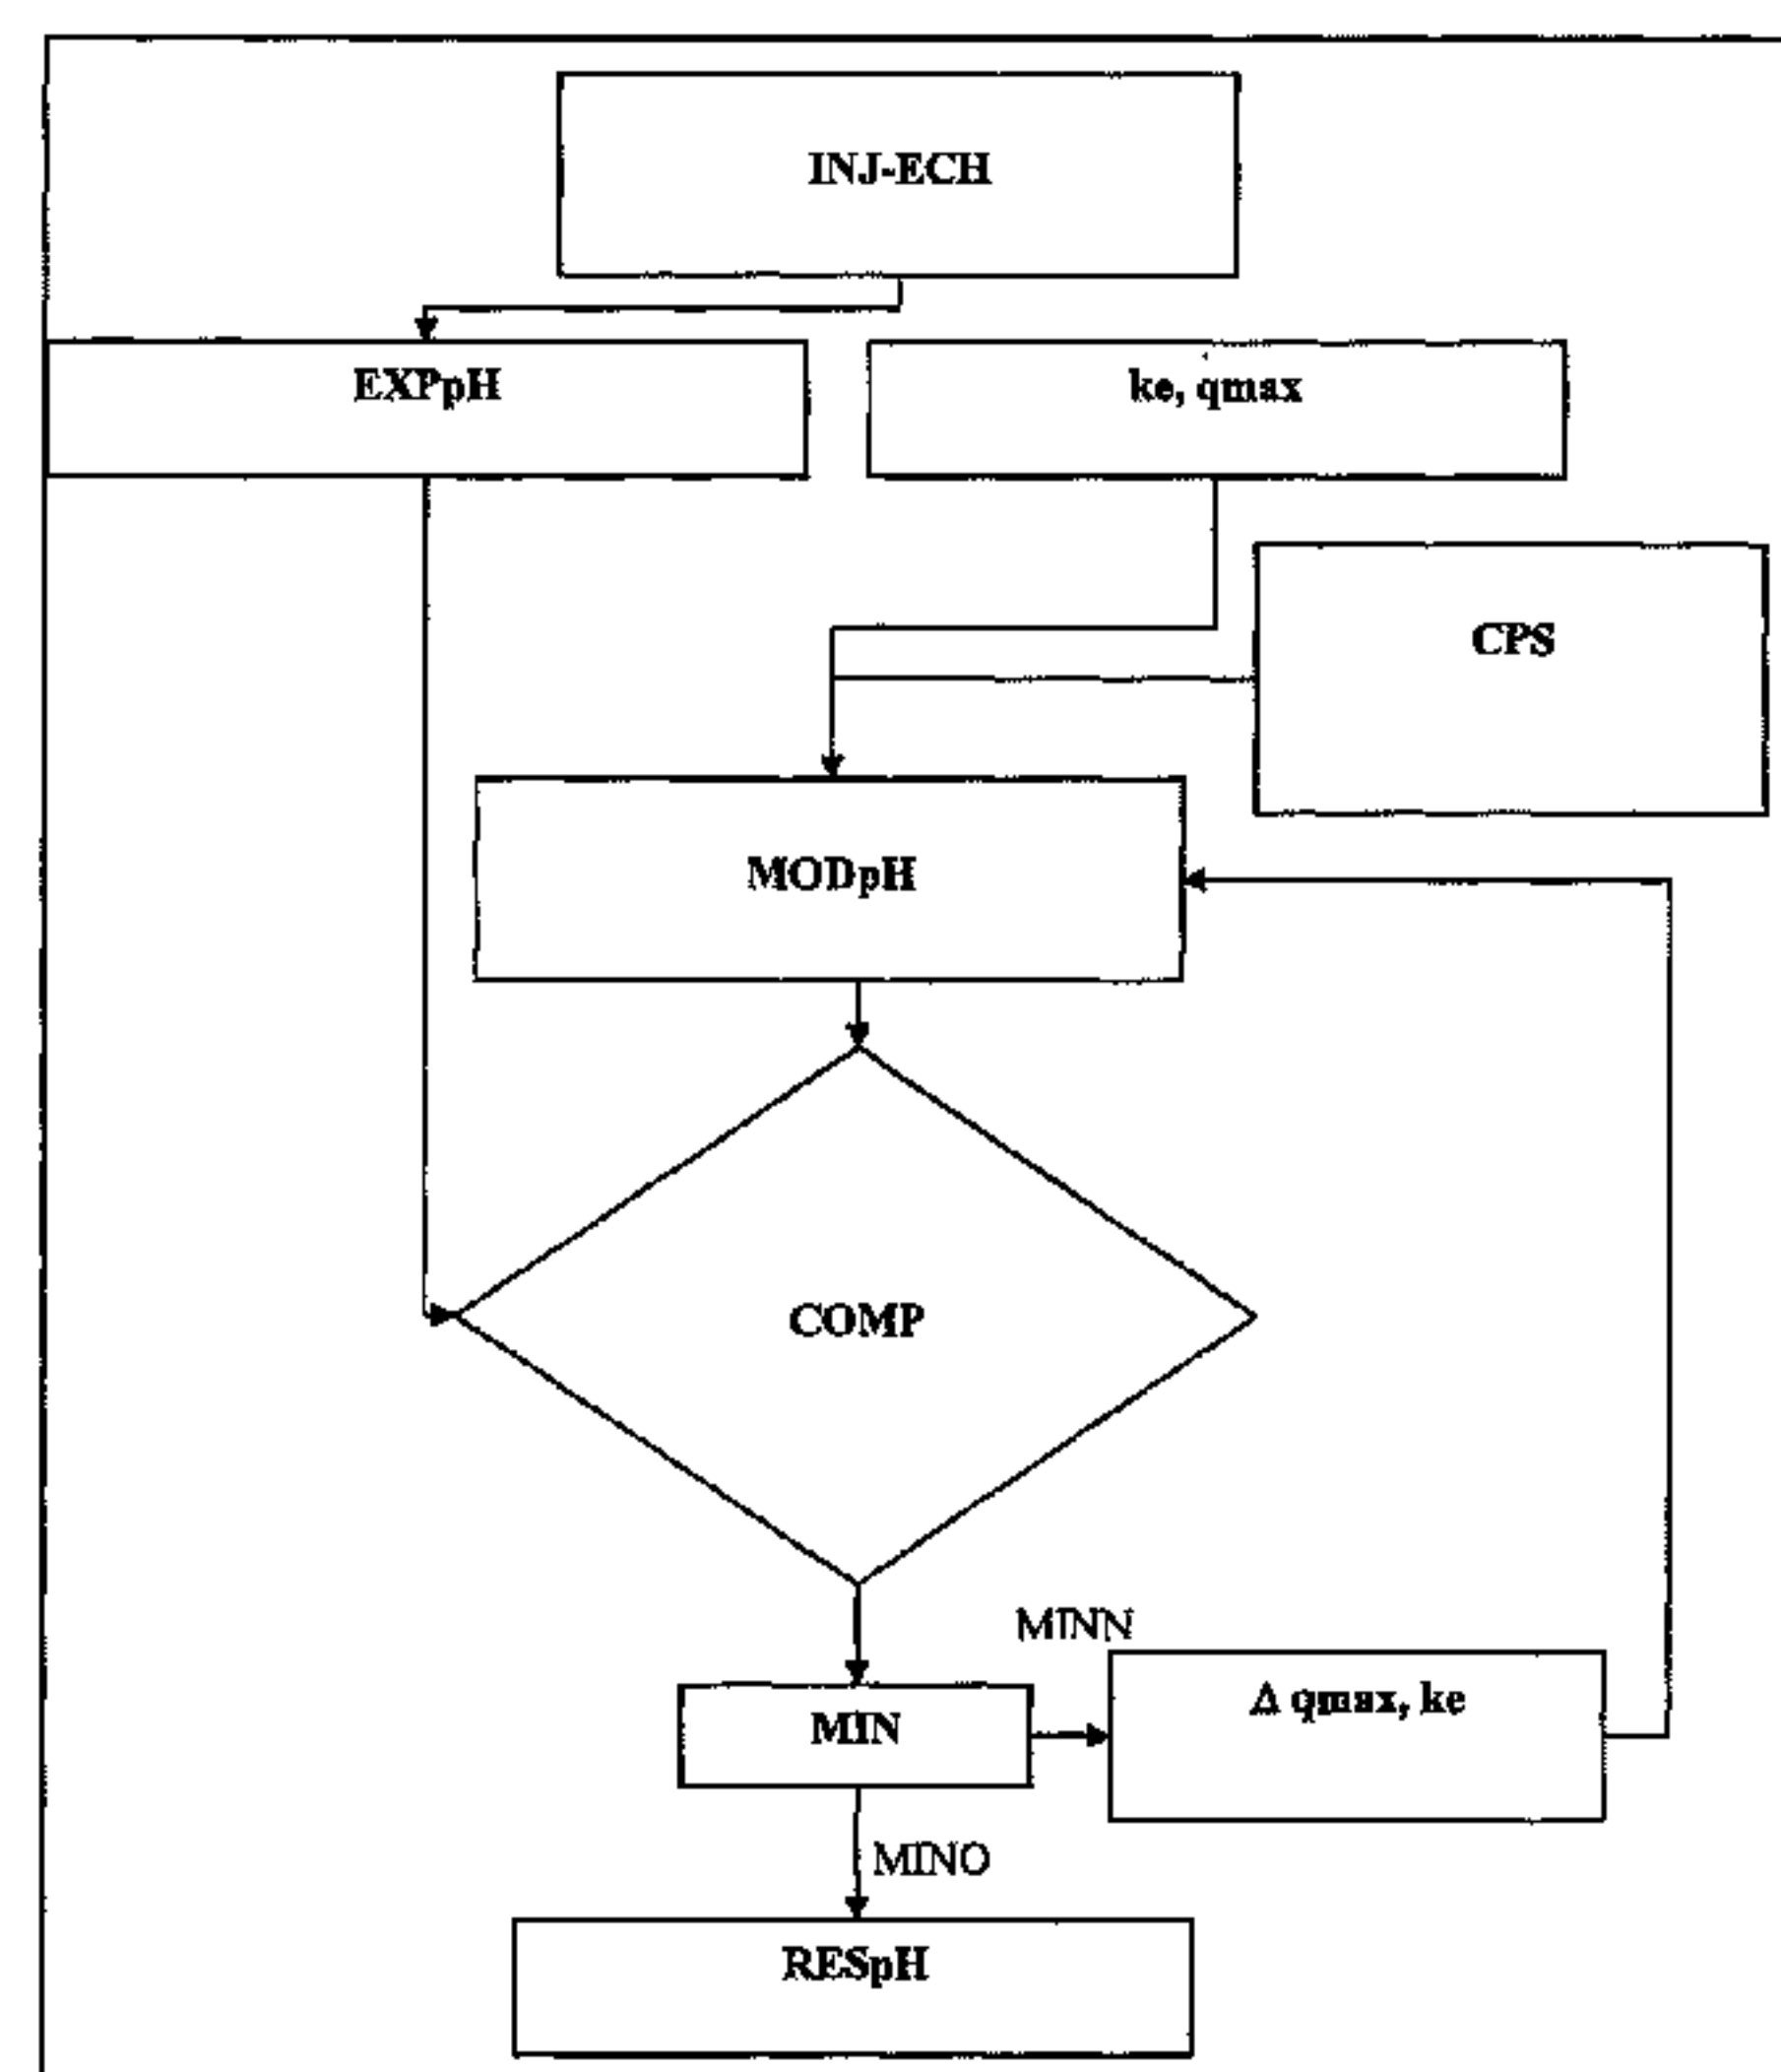 INJ-ECH
EXPpH
ke, qmax
CPS
MODpH
COMP
MINN
Δ qmax, ke
MIN
MINO
RESpH